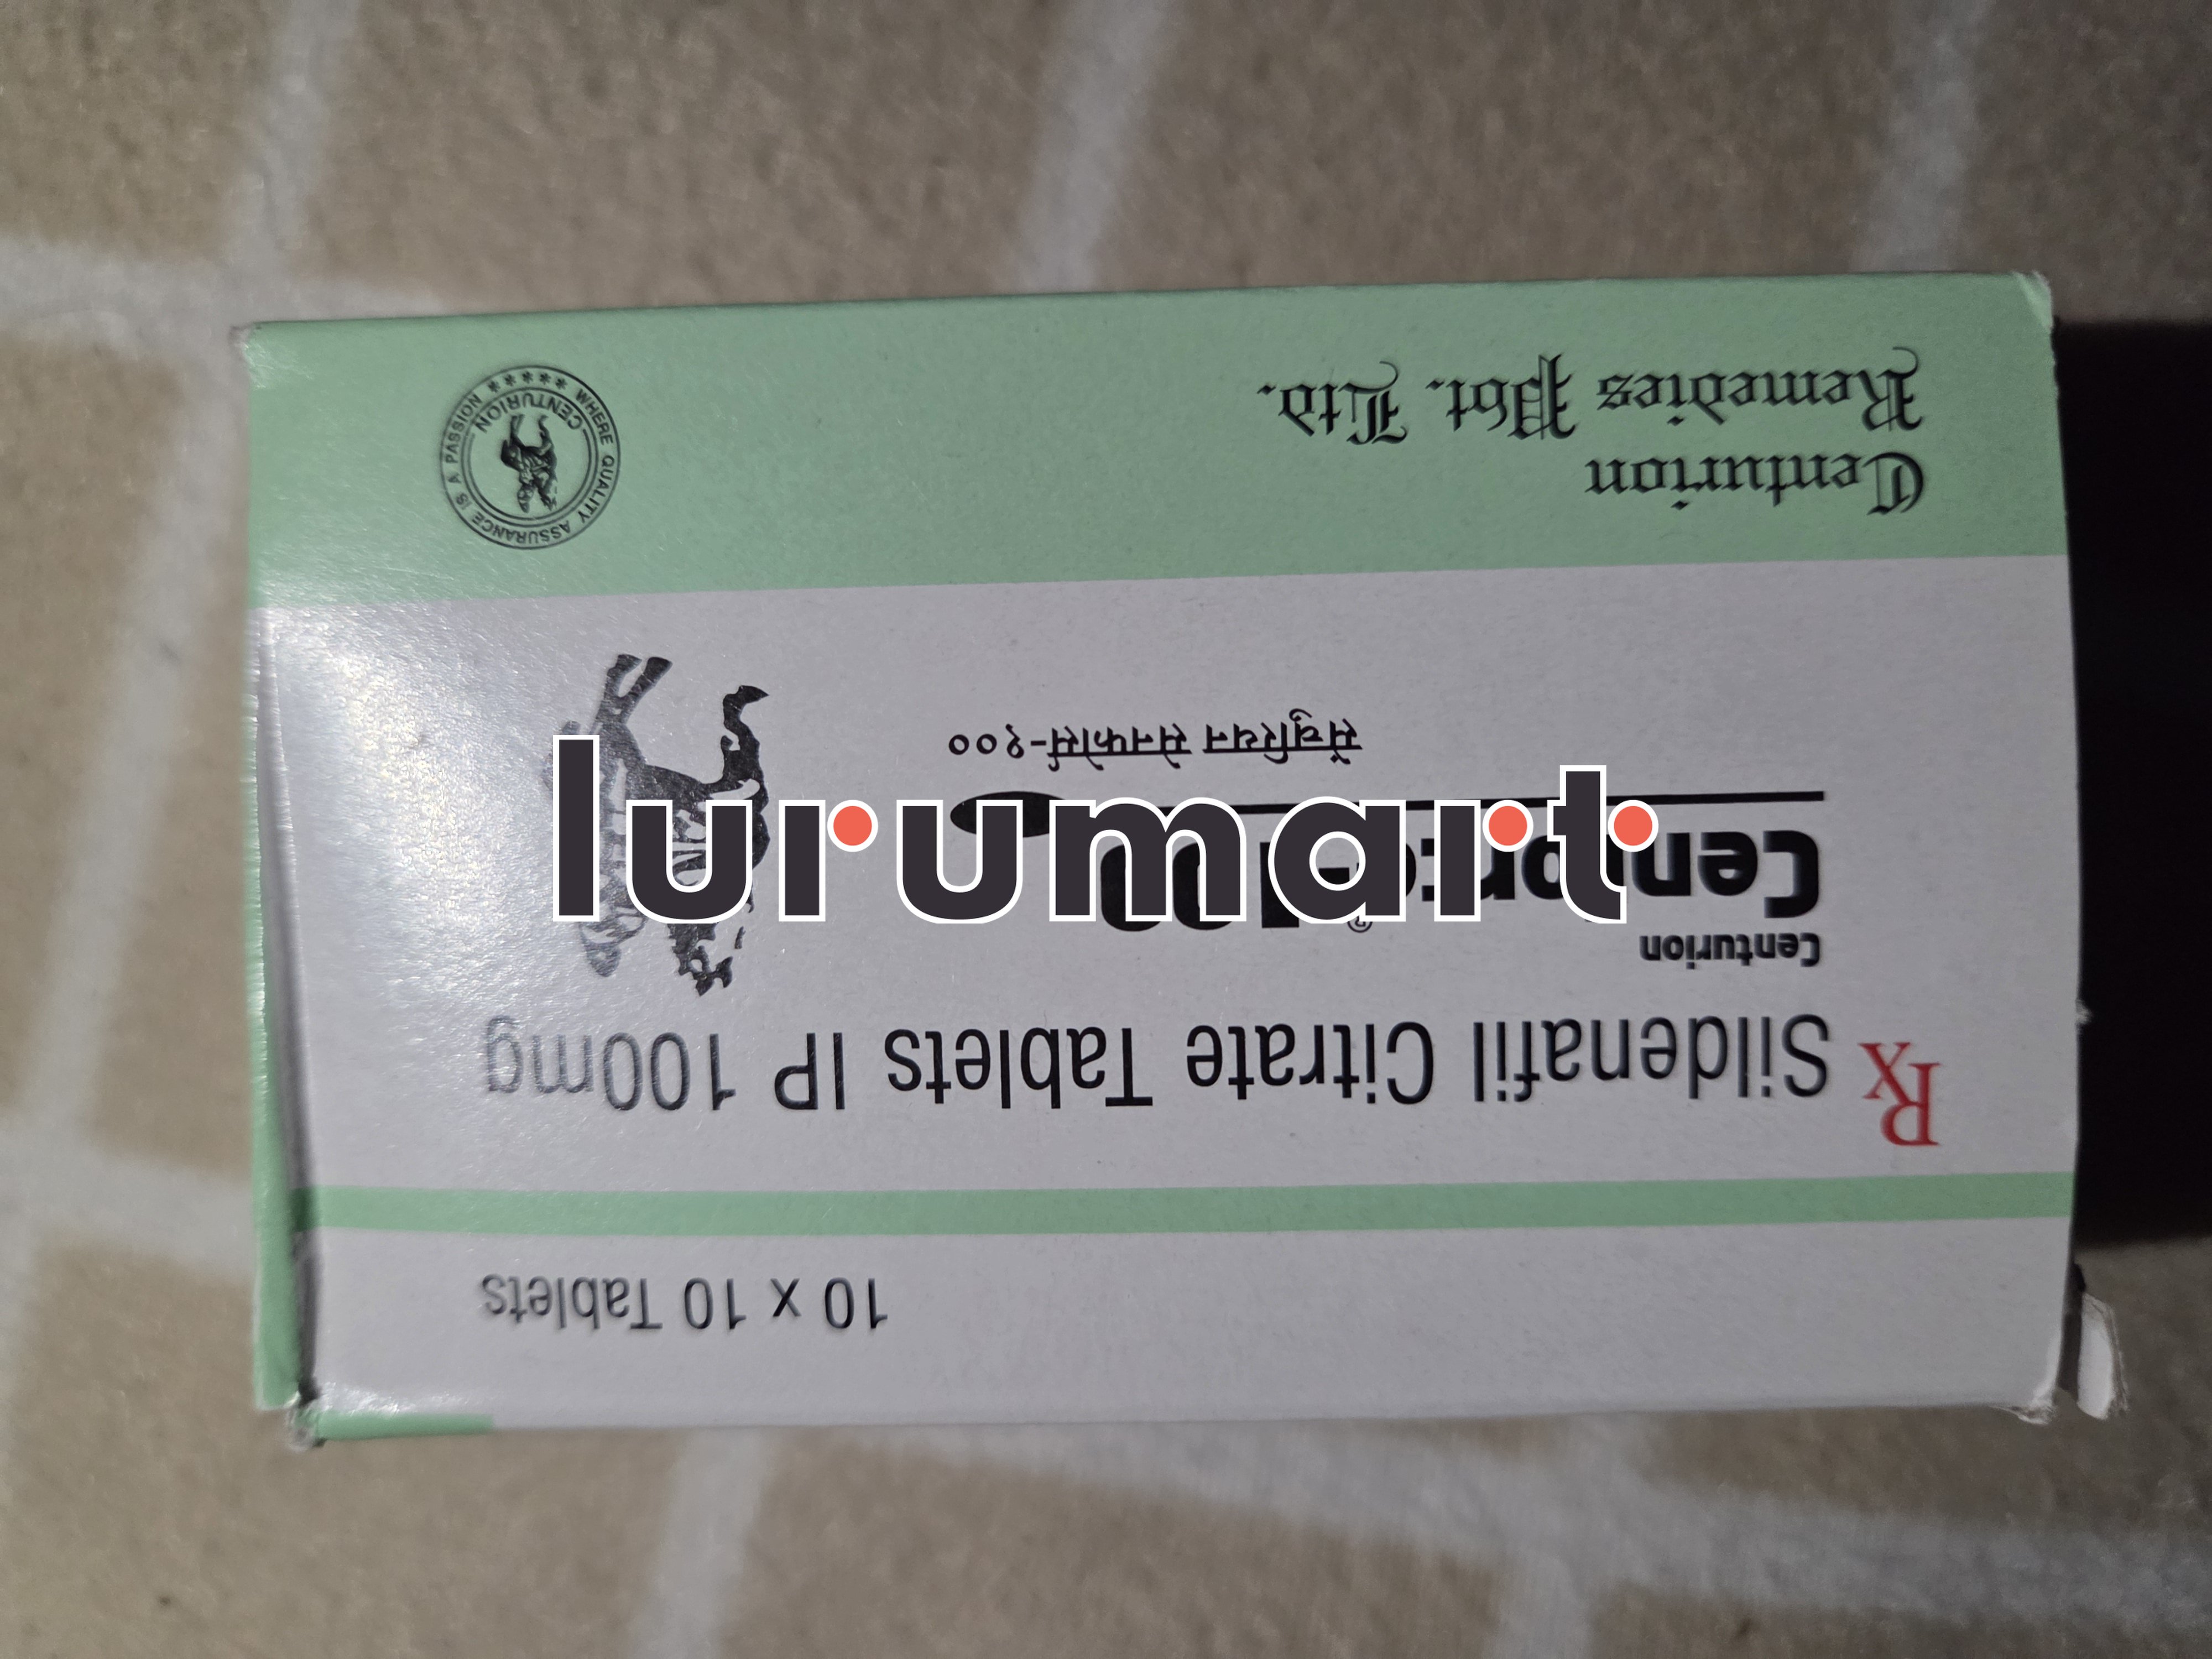 10 x 10 Tablets
Rx Sildenafil Citrate Tablets IP 100mg
Centurion
सेंचुरियन सेनफोर्स-१००
Centurion
Remedies Pvt. Ltd.
WHERE QUALITY ASSURANCE IS A PASSION
CENTURION
lurumart